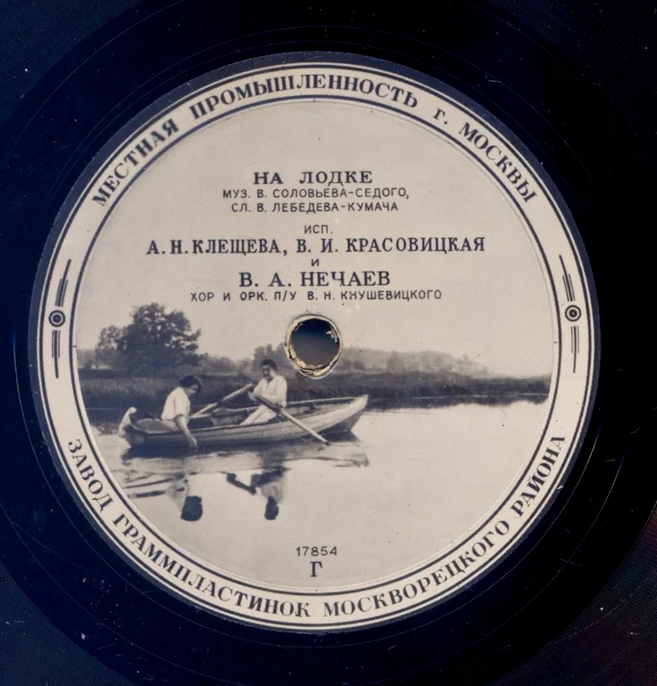 МЕСТНАЯ ПРОМЫШЛЕННОСТЬ г. МОСКВЫ
НА ЛОДКЕ
МУЗ. В. СОЛОВЬЕВА-СЕДОГО,
СЛ. В. ЛЕБЕДЕВА-КУМАЧА
ИСП.
А. Н. КЛЕЩЕВА, В. И. КРАСОВИЦКАЯ
И
В. А. НЕЧАЕВ
ХОР И ОРК. П/У В. Н. КНУШЕВИЦКОГО
17854
Г
ЗАВОД ГРАММПЛАСТИНОК МОСКВОРЕЦКОГО РАЙОНА